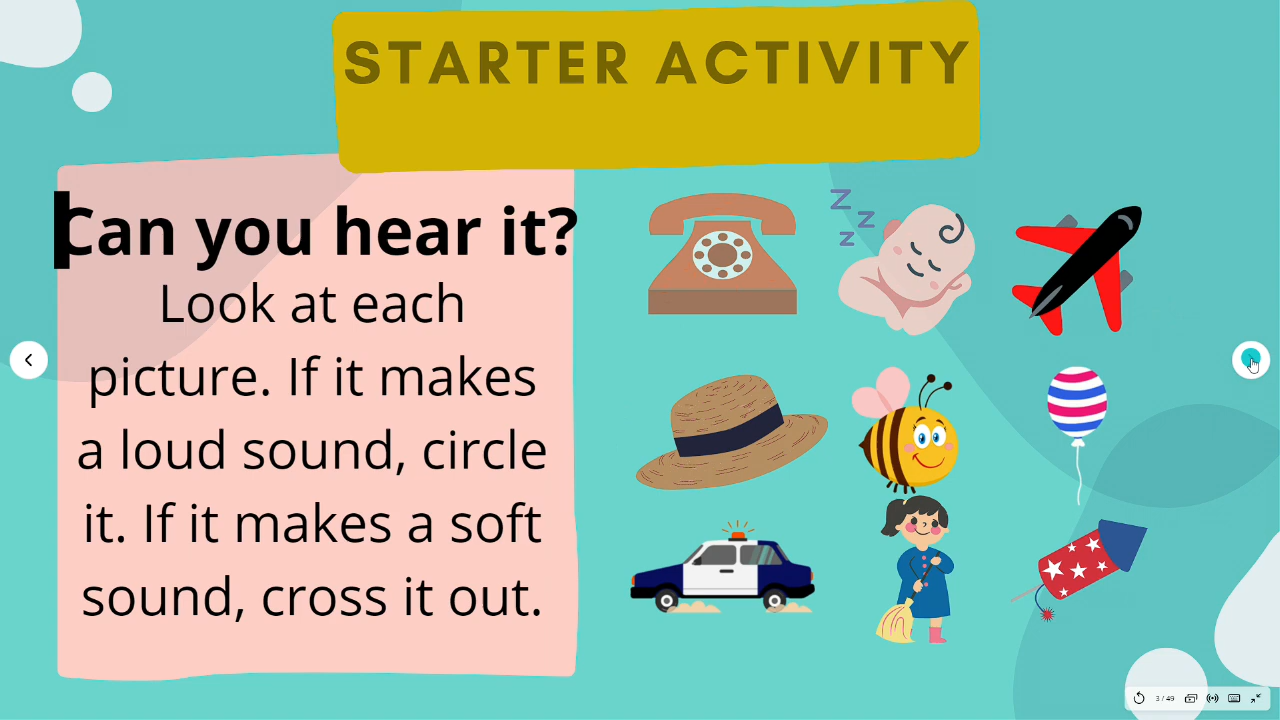 STARTER ACTIVITY
Can you hear it?
Look at each
picture. If it makes
a loud sound, circle
it. If it makes a soft
sound, cross it out.
Z
Z
Z
3 / 49